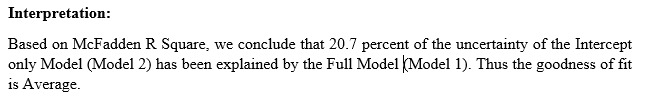 Interpretation:
Based on McFadden R Square, we conclude that 20.7 percent of the uncertainty of the Intercept
only Model (Model 2) has been explained by the Full Model (Model 1). Thus the goodness of fit
is Average.